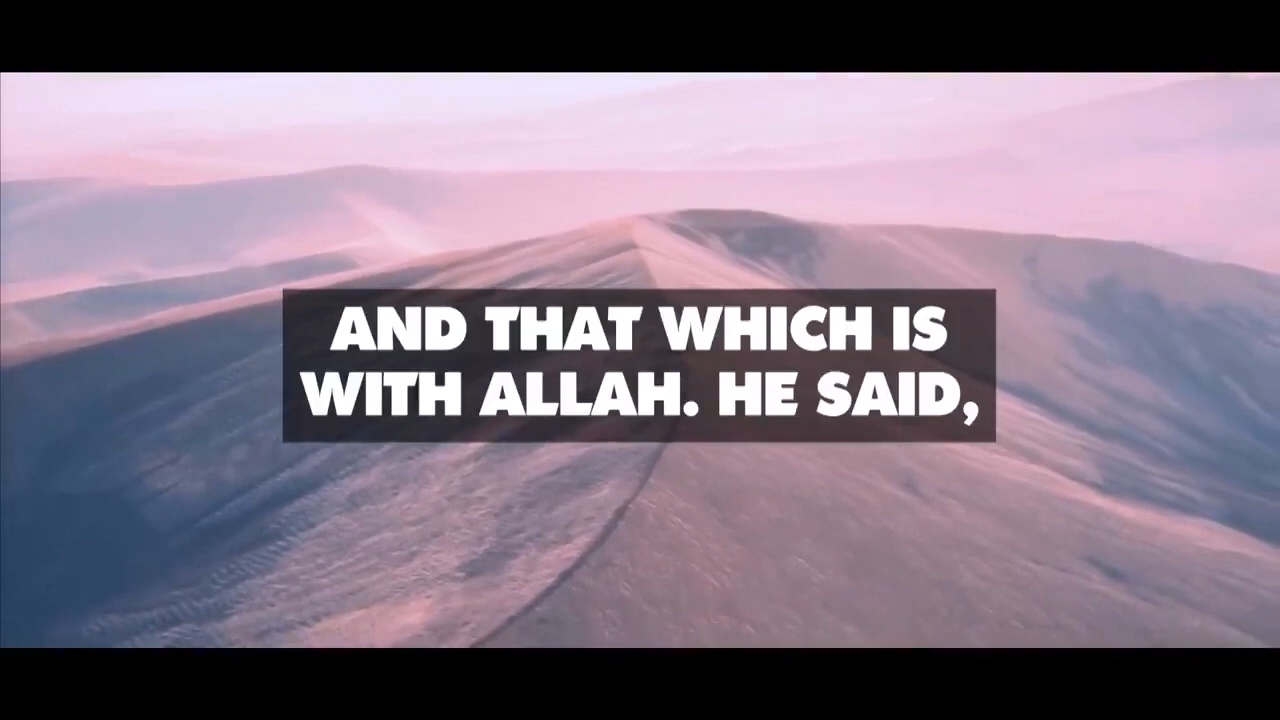 AND THAT WHICH IS
WITH ALLAH. HE SAID,